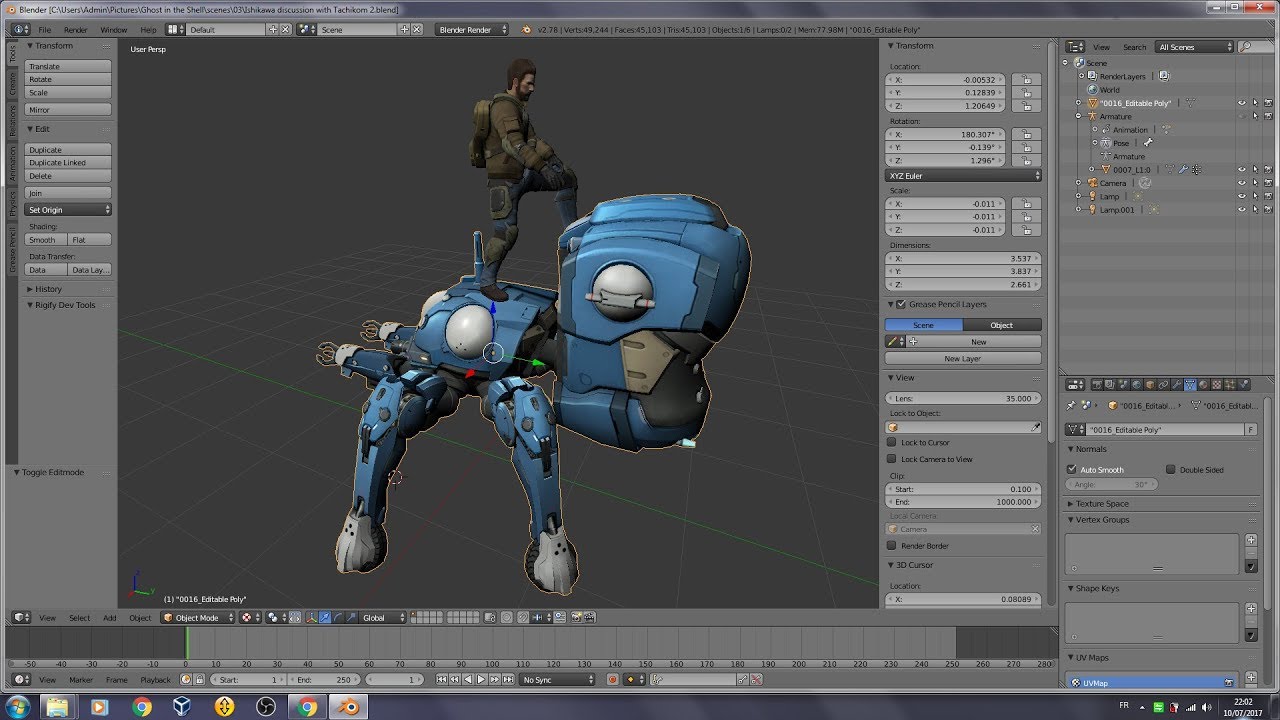 Blender [C:\Users\Admin\Pictures\Ghost in the Shell\scenes\03\Ishikawa discussion with Tachikom 2.blend]
File Render Window Help Default Scene Blender Render v2.78 | Verts:49,244 | Faces:45,103 | Tris:45,103 | Objects:1/6 | Lamps:0/2 | Mem:77.98M | "0016_Editable Poly"
Tools
Create
Relations
Animation
Physics
Grease Pencil
Transform
Translate
Rotate
Scale
Mirror
Edit
Duplicate
Duplicate Linked
Delete
Join
Set Origin
Shading:
Smooth Flat
Data Transfer:
Data Data Lay...
History
Rigify Dev Tools
Toggle Editmode
User Persp
(1) "0016_Editable Poly"
Transform
Location:
X: -0.00532
Y: 0.12839
Z: 1.20649
Rotation:
X: 180.307°
Y: -0.139°
Z: 1.296°
XYZ Euler
Scale:
X: -0.011
Y: -0.011
Z: -0.011
Dimensions:
X: 3.537
Y: 3.837
Z: 2.661
Grease Pencil Layers
Scene Object
New
New Layer
View
Lens: 35.000
Lock to Object:
Lock to Cursor
Lock Camera to View
Clip:
Start: 0.100
End: 1000.000
Local Camera:
Camera
Render Border
3D Cursor
Location:
X: 0.08089
View Search All Scenes
Scene
RenderLayers
World
"0016_Editable Poly"
Armature
Animation
Pose
Armature
0007_L1:0
Camera
Lamp
Lamp.001
"0016_Editabl... "0016_Editabl...
"0016_Editable Poly" F
Normals
Auto Smooth Double Sided
Angle: 30°
Texture Space
Vertex Groups
Shape Keys
UV Maps
UVMap
View Select Add Object Object Mode Global
-50 -40 -30 -20 -10 0 10 20 30 40 50 60 70 80 90 100 110 120 130 140 150 160 170 180 190 200 210 220 230 240 250 260 270 280
View Marker Frame Playback Start: 1 End: 250 1 No Sync
FR
22:02
10/07/2017